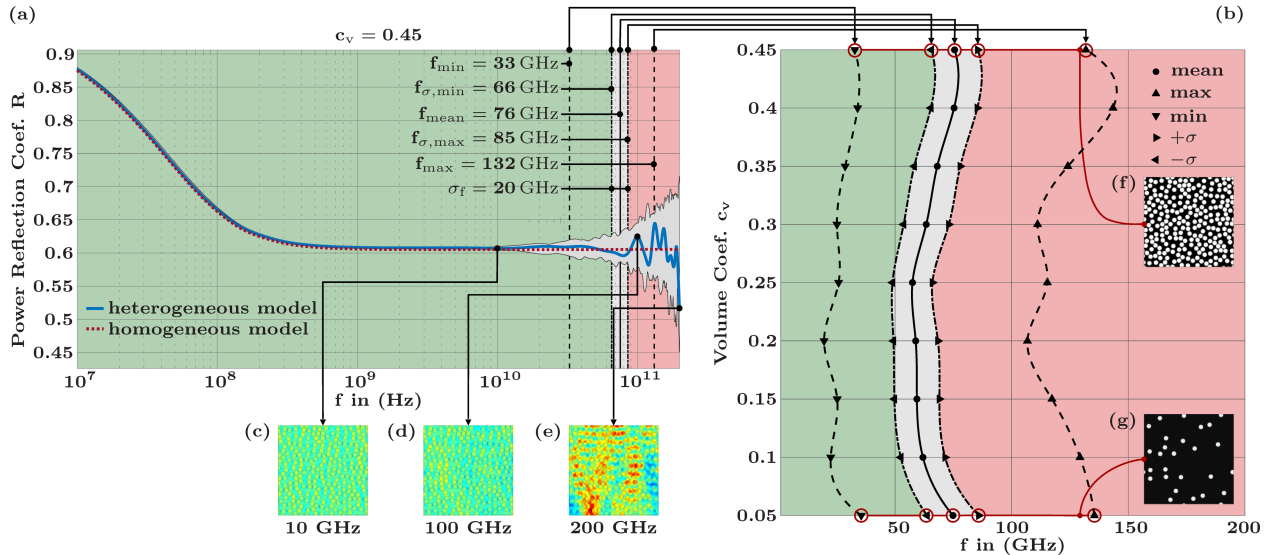 (a)
c_v = 0.45
Power Reflection Coef. R
0.9
0.85
0.8
0.75
0.7
0.65
0.6
0.55
0.5
0.45
f_min = 33 GHz
f_σ,min = 66 GHz
f_mean = 76 GHz
f_σ,max = 85 GHz
f_max = 132 GHz
σ_f = 20 GHz
heterogeneous model
homogeneous model
10^7
10^8
10^9
10^10
10^11
f in (Hz)
(c)
10 GHz
(d)
100 GHz
(e)
200 GHz
(b)
Volume Coef. c_v
0.45
0.4
0.35
0.3
0.25
0.2
0.15
0.1
0.05
mean
max
min
+σ
−σ
(f)
(g)
50
100
150
200
f in (GHz)